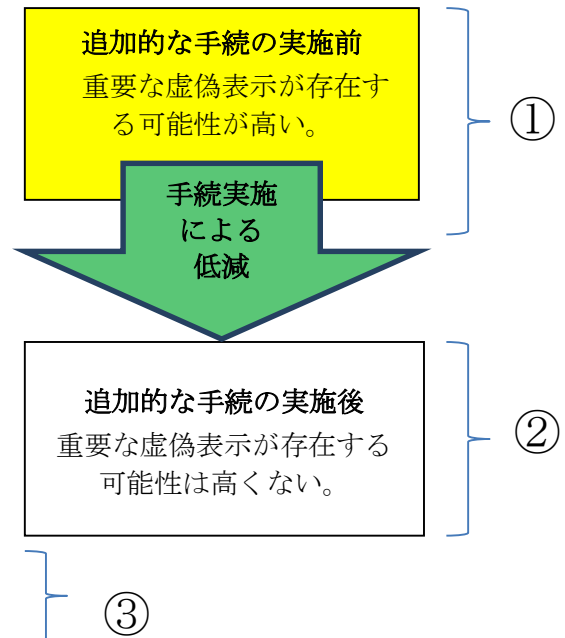 追加的な手続の実施前
重要な虚偽表示が存在す
る可能性が高い。
①
手続実施
による
低減
追加的な手続の実施後
重要な虚偽表示が存在する
可能性は高くない。
②
③